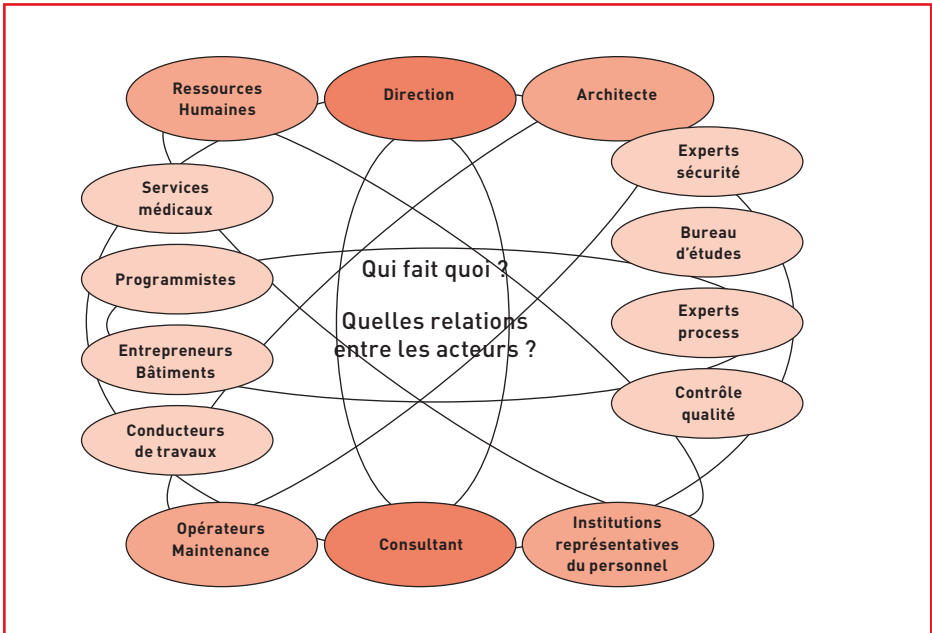 Ressources
Humaines
Direction
Architecte
Experts
sécurité
Services
médicaux
Bureau
d'études
Programmistes
Qui fait quoi ?
Experts
process
Quelles relations
entre les acteurs ?
Entrepreneurs
Bâtiments
Contrôle
qualité
Conducteurs
de travaux
Opérateurs
Maintenance
Consultant
Institutions
représentatives
du personnel